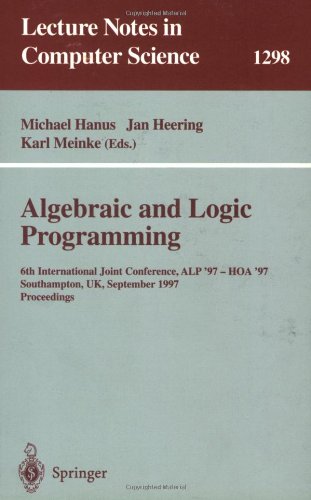 Lecture Notes in
Computer Science
1298
Michael Hanus Jan Heering
Karl Meinke (Eds.)
Algebraic and Logic
Programming
6th International Joint Conference, ALP '97 – HOA '97
Southampton, UK, September 1997
Proceedings
Springer